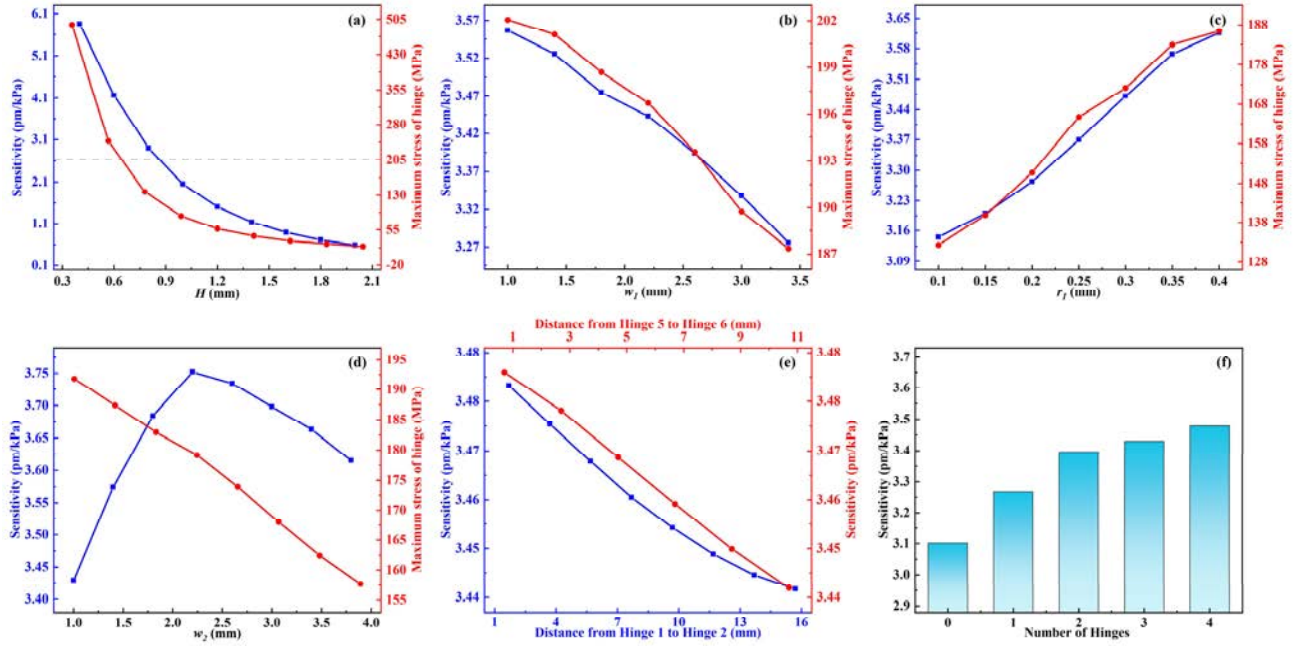 (a)
Sensitivity (pm/kPa)
6.1
5.1
4.1
3.1
2.1
1.1
0.1
505
430
355
280
205
130
55
-20
Maximum stress of hinge (MPa)
0.3 0.6 0.9 1.2 1.5 1.8 2.1
H (mm)
(b)
Sensitivity (pm/kPa)
3.57
3.52
3.47
3.42
3.37
3.32
3.27
202
199
196
193
190
187
Maximum stress of hinge (MPa)
1.0 1.5 2.0 2.5 3.0 3.5
w1 (mm)
(c)
Sensitivity (pm/kPa)
3.65
3.58
3.51
3.44
3.37
3.30
3.23
3.16
3.09
188
178
168
158
148
138
128
Maximum stress of hinge (MPa)
0.1 0.15 0.2 0.25 0.3 0.35 0.4
r1 (mm)
(d)
Sensitivity (pm/kPa)
3.75
3.70
3.65
3.60
3.55
3.50
3.45
3.40
195
190
185
180
175
170
165
160
155
Maximum stress of hinge (MPa)
1.0 1.5 2.0 2.5 3.0 3.5 4.0
w2 (mm)
Distance from Hinge 5 to Hinge 6 (mm)
1 3 5 7 9 11
(e)
Sensitivity (pm/kPa)
3.48
3.48
3.47
3.46
3.45
3.44
3.48
3.48
3.47
3.46
3.45
3.44
Sensitivity (pm/kPa)
1 4 7 10 13 16
Distance from Hinge 1 to Hinge 2 (mm)
(f)
Sensitivity (pm/kPa)
3.7
3.6
3.5
3.4
3.3
3.2
3.1
3.0
2.9
0 1 2 3 4
Number of Hinges